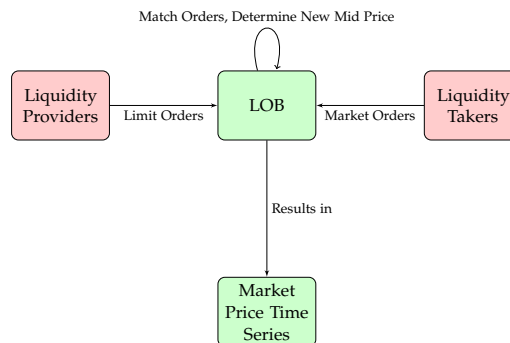 Match Orders, Determine New Mid Price
Liquidity
Providers
Limit Orders
LOB
Market Orders
Liquidity
Takers
Results in
Market
Price Time
Series